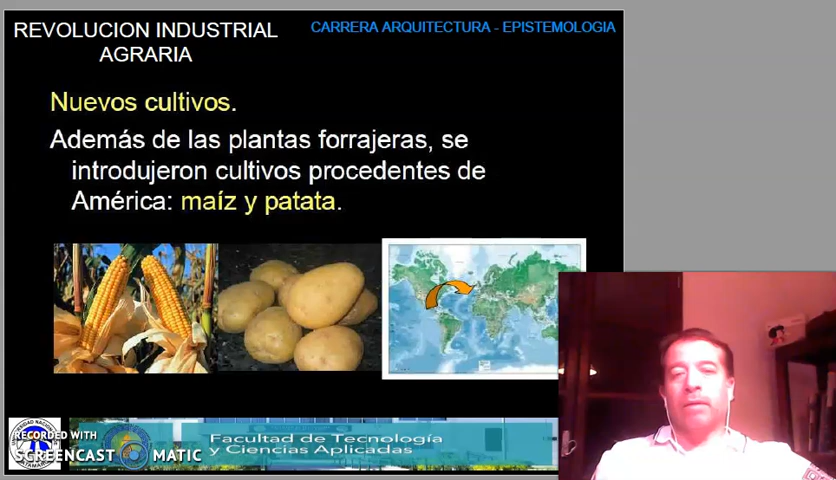 REVOLUCION INDUSTRIAL
AGRARIA
CARRERA ARQUITECTURA - EPISTEMOLOGIA
Nuevos cultivos.
Además de las plantas forrajeras, se
introdujeron cultivos procedentes de
América: maíz y patata.
RECORDED WITH
SCREENCAST MATIC
Facultad de Tecnología
y Ciencias Aplicadas